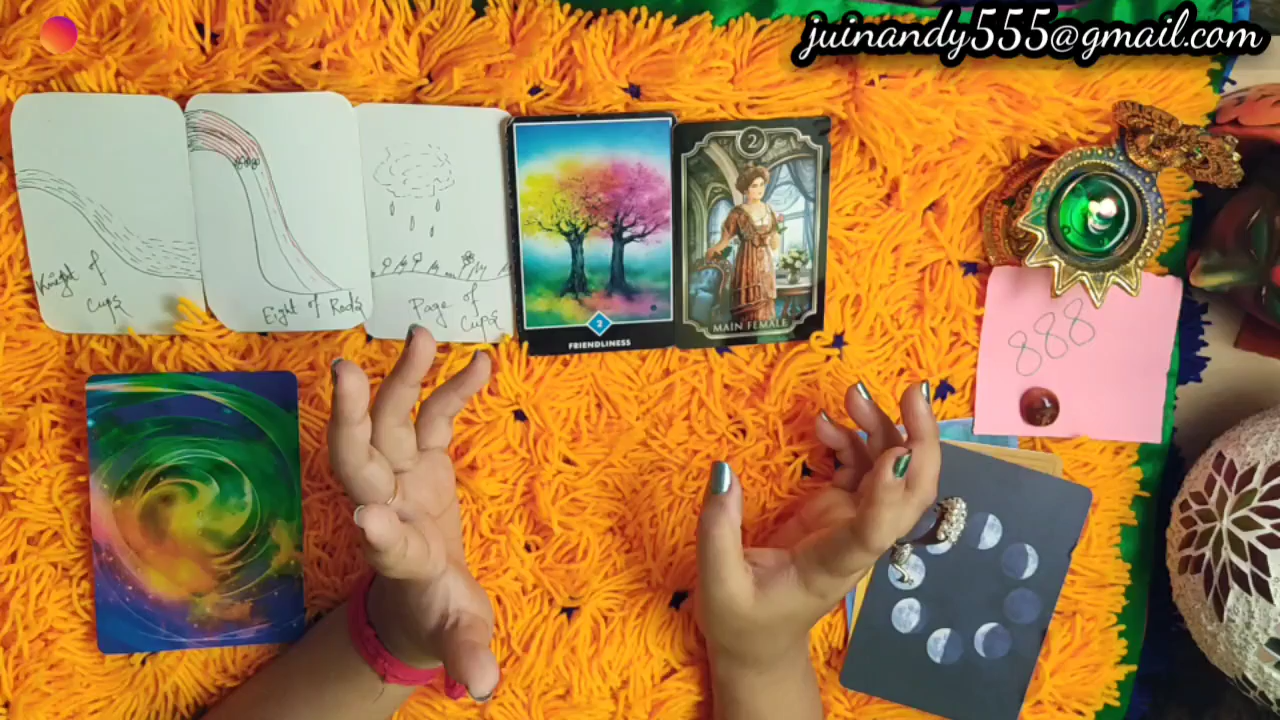 juinandy555@gmail.com
Knight of
Cups
Eight of Rods
Page of
Cups
2
FRIENDLINESS
2
MAIN FEMALE
888